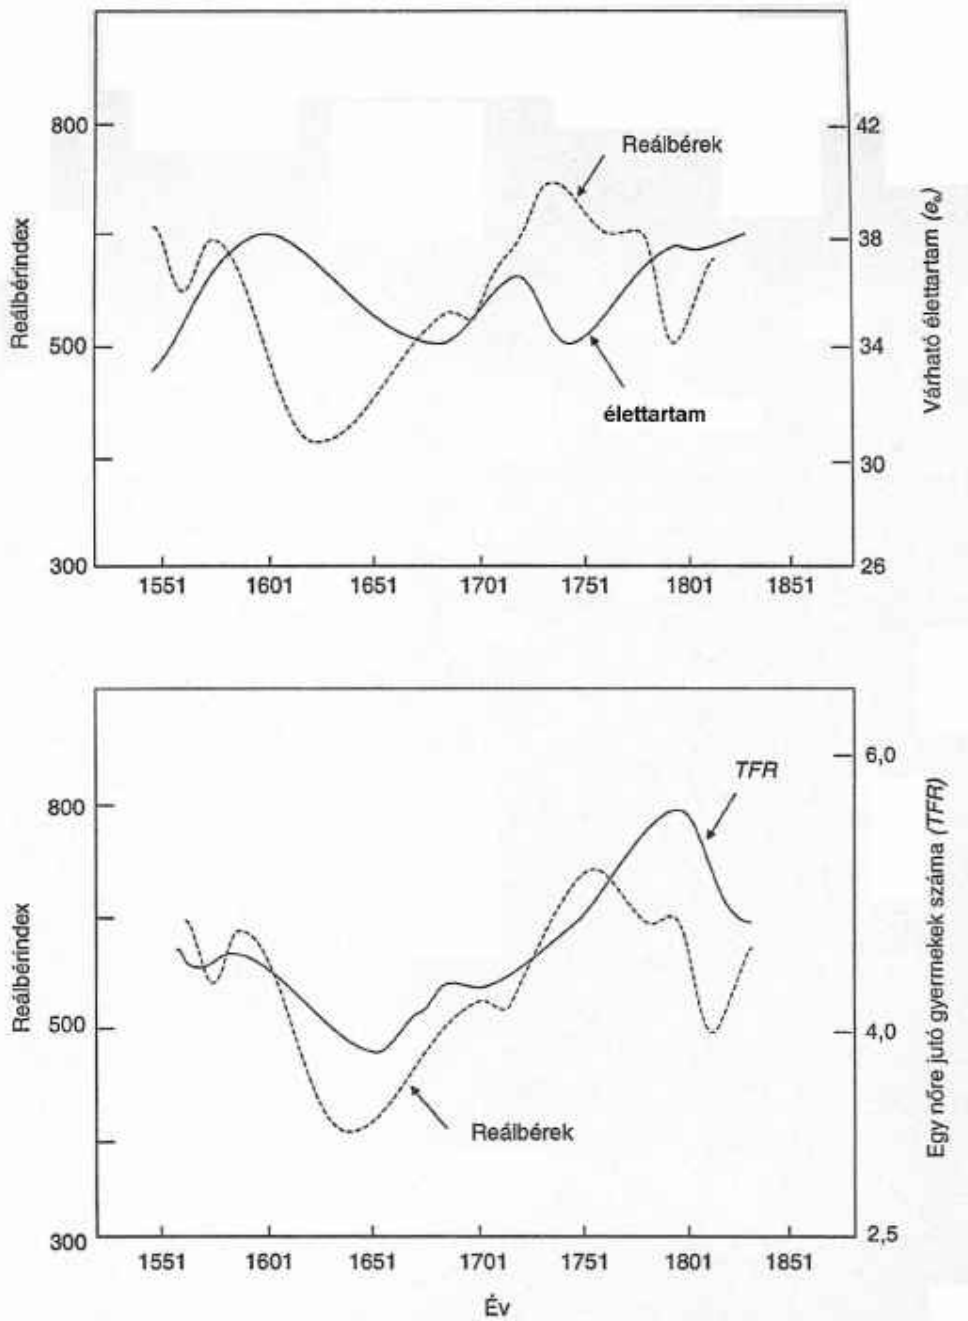 800
500
300
Reálbérindex
42
38
34
30
26
Várható élettartam (e₀)
Reálbérek
élettartam
1551 1601 1651 1701 1751 1801 1851
800
500
300
Reálbérindex
6,0
4,0
2,5
Egy nőre jutó gyermekek száma (TFR)
TFR
Reálbérek
1551 1601 1651 1701 1751 1801 1851
Év